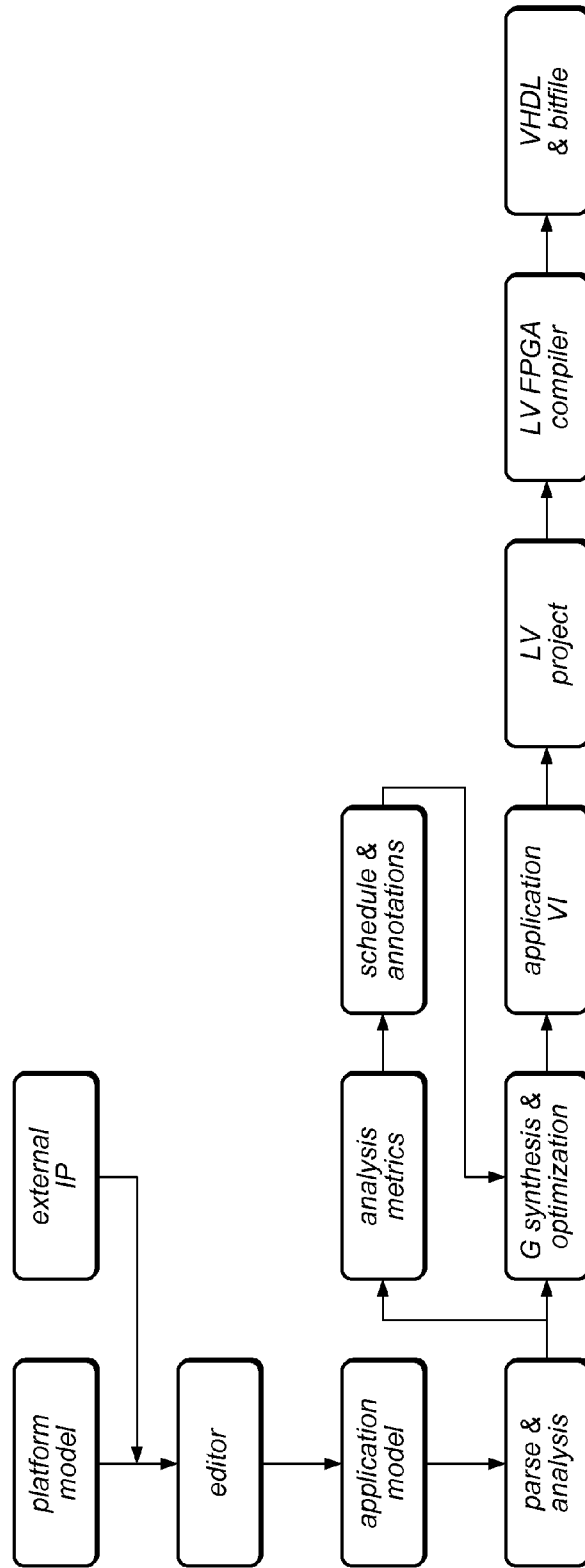 platform
model
external
IP
editor
application
model
analysis
metrics
schedule &
annotations
parse &
analysis
G synthesis &
optimization
application
VI
LV
project
LV FPGA
compiler
VHDL
& bitfile